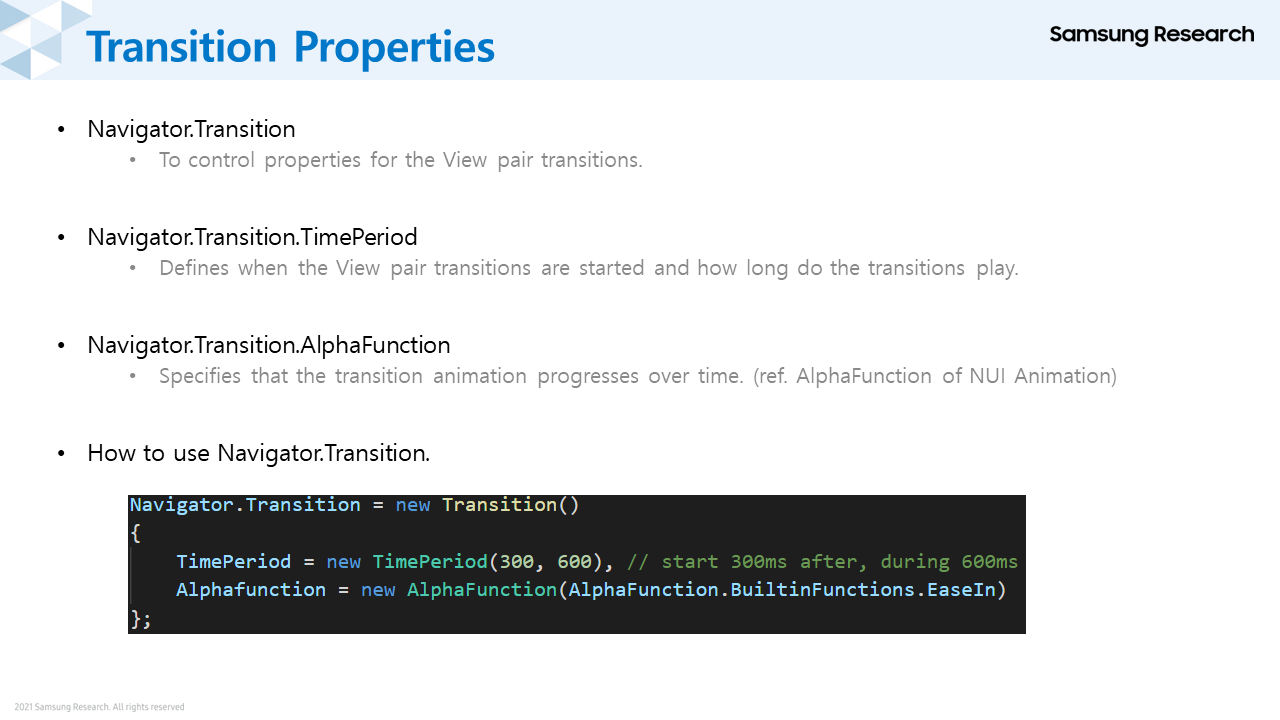 Transition Properties
Samsung Research
• Navigator.Transition
• To control properties for the View pair transitions.
• Navigator.Transition.TimePeriod
• Defines when the View pair transitions are started and how long do the transitions play.
• Navigator.Transition.AlphaFunction
• Specifies that the transition animation progresses over time. (ref. AlphaFunction of NUI Animation)
• How to use Navigator.Transition.
Navigator.Transition = new Transition()
{
    TimePeriod = new TimePeriod(300, 600), // start 300ms after, during 600ms
    Alphafunction = new AlphaFunction(AlphaFunction.BuiltinFunctions.EaseIn)
};
2021 Samsung Research. All rights reserved